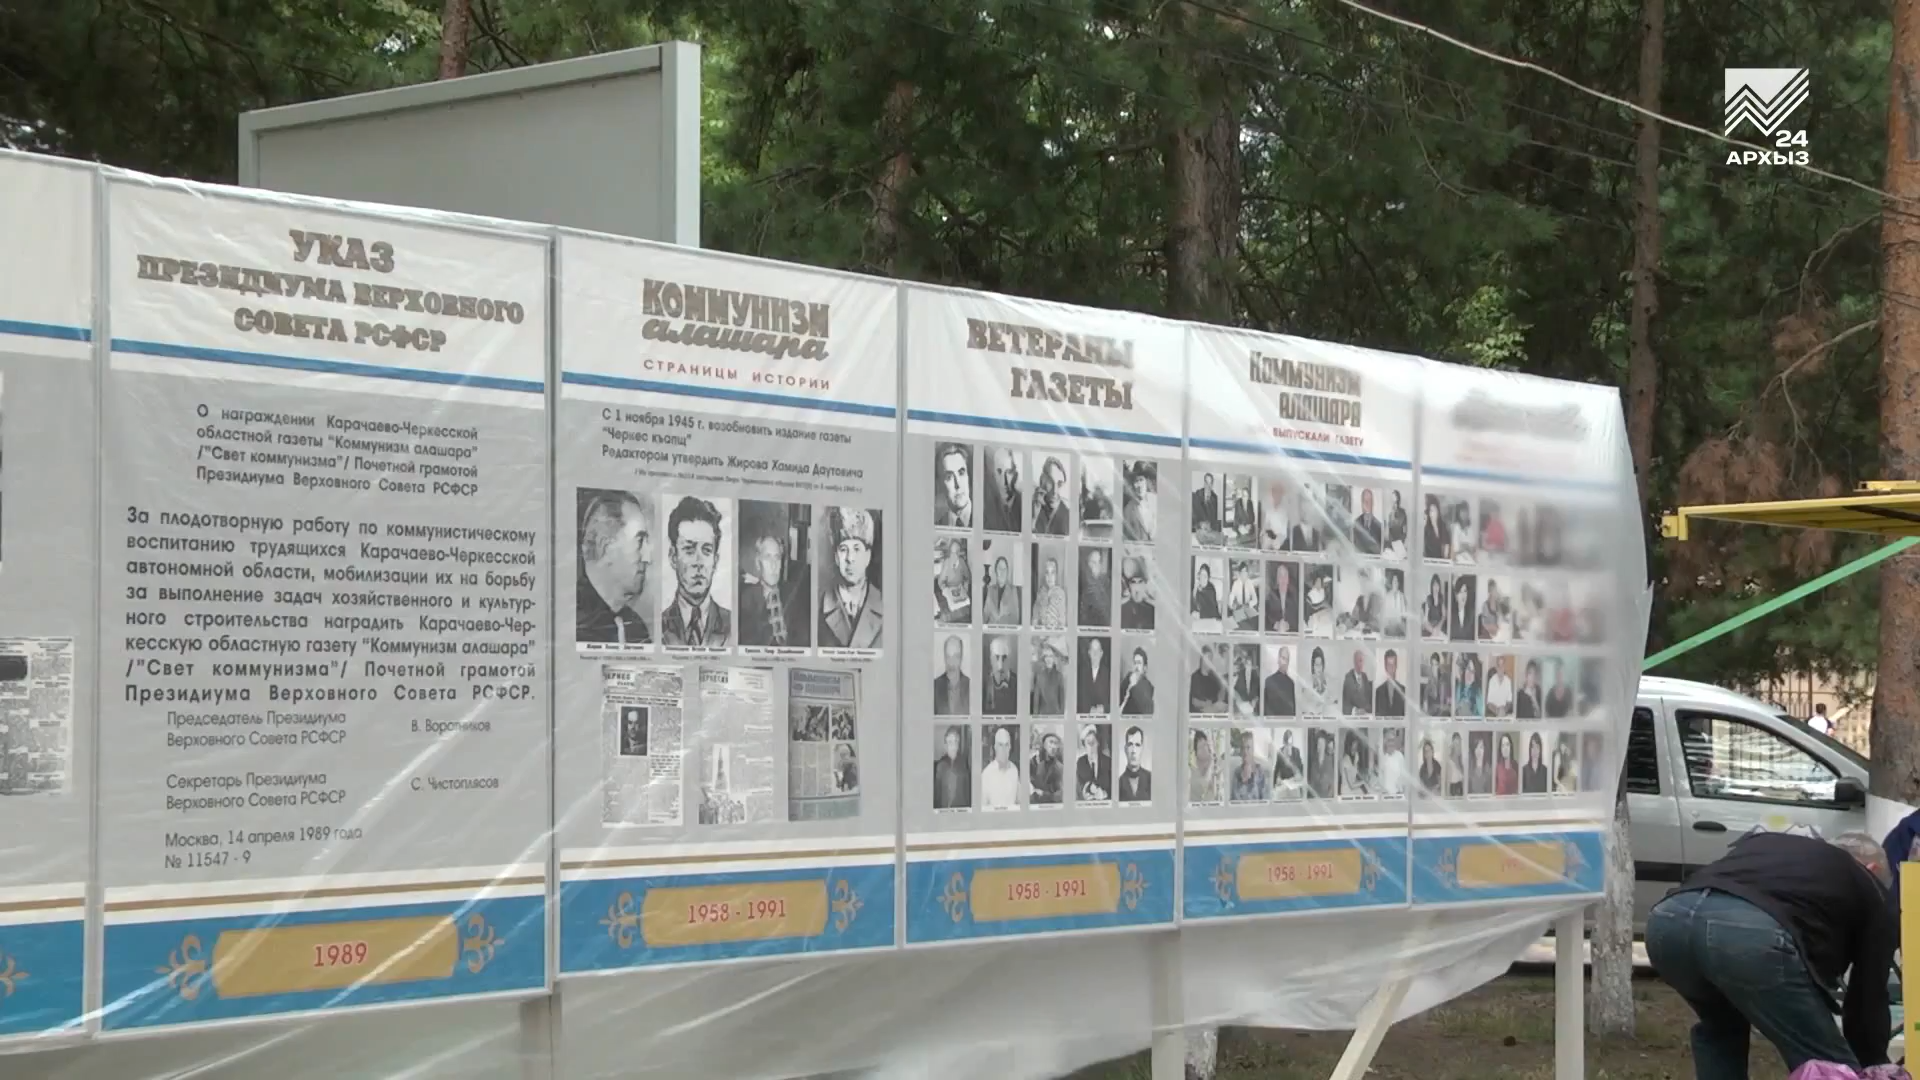 24
АРХЫЗ
УКАЗ
ПРЕЗИДИУМА ВЕРХОВНОГО
СОВЕТА РСФСР
О награждении Карачаево-Черкесской
областной газеты "Коммунизм алашара"
/"Свет коммунизма"/ Почетной грамотой
Президиума Верховного Совета РСФСР
За плодотворную работу по коммунистическому
воспитанию трудящихся Карачаево-Черкесской
автономной области, мобилизации их на борьбу
за выполнение задач хозяйственного и культур-
ного строительства наградить Карачаево-Чер-
кесскую областную газету "Коммунизм алашара"
/"Свет коммунизма"/ Почетной грамотой
Президиума Верховного Совета РСФСР.
Председатель Президиума
Верховного Совета РСФСР
В. Воротников
Секретарь Президиума
Верховного Совета РСФСР
С. Чистоплясов
Москва, 14 апреля 1989 года
№ 11547 - 9
1989
КОММУНИЗМ
алашара
СТРАНИЦЫ ИСТОРИИ
С 1 ноября 1945 г. возобновить издание газеты
"Черкес къапщ"
Редактором утвердить Жирова Хамида Даутовича
1958 - 1991
ВЕТЕРАНЫ
ГАЗЕТЫ
1958 - 1991
КОММУНИЗМ
АЛАШАРА
ВЫПУСКАЛИ ГАЗЕТУ
1958 - 1991